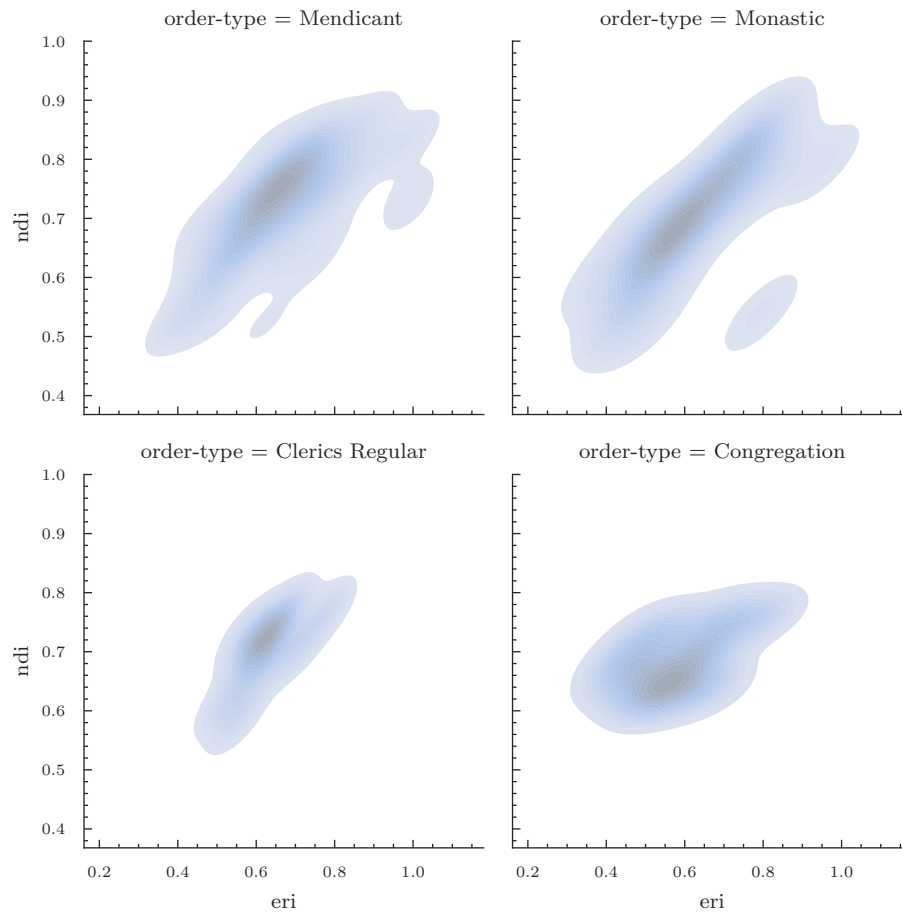 order-type = Mendicant
order-type = Monastic
1.0
0.9
0.8
0.7
0.6
0.5
0.4
ndi
order-type = Clerics Regular
order-type = Congregation
1.0
0.9
0.8
0.7
0.6
0.5
0.4
ndi
0.2 0.4 0.6 0.8 1.0
0.2 0.4 0.6 0.8 1.0
eri
eri